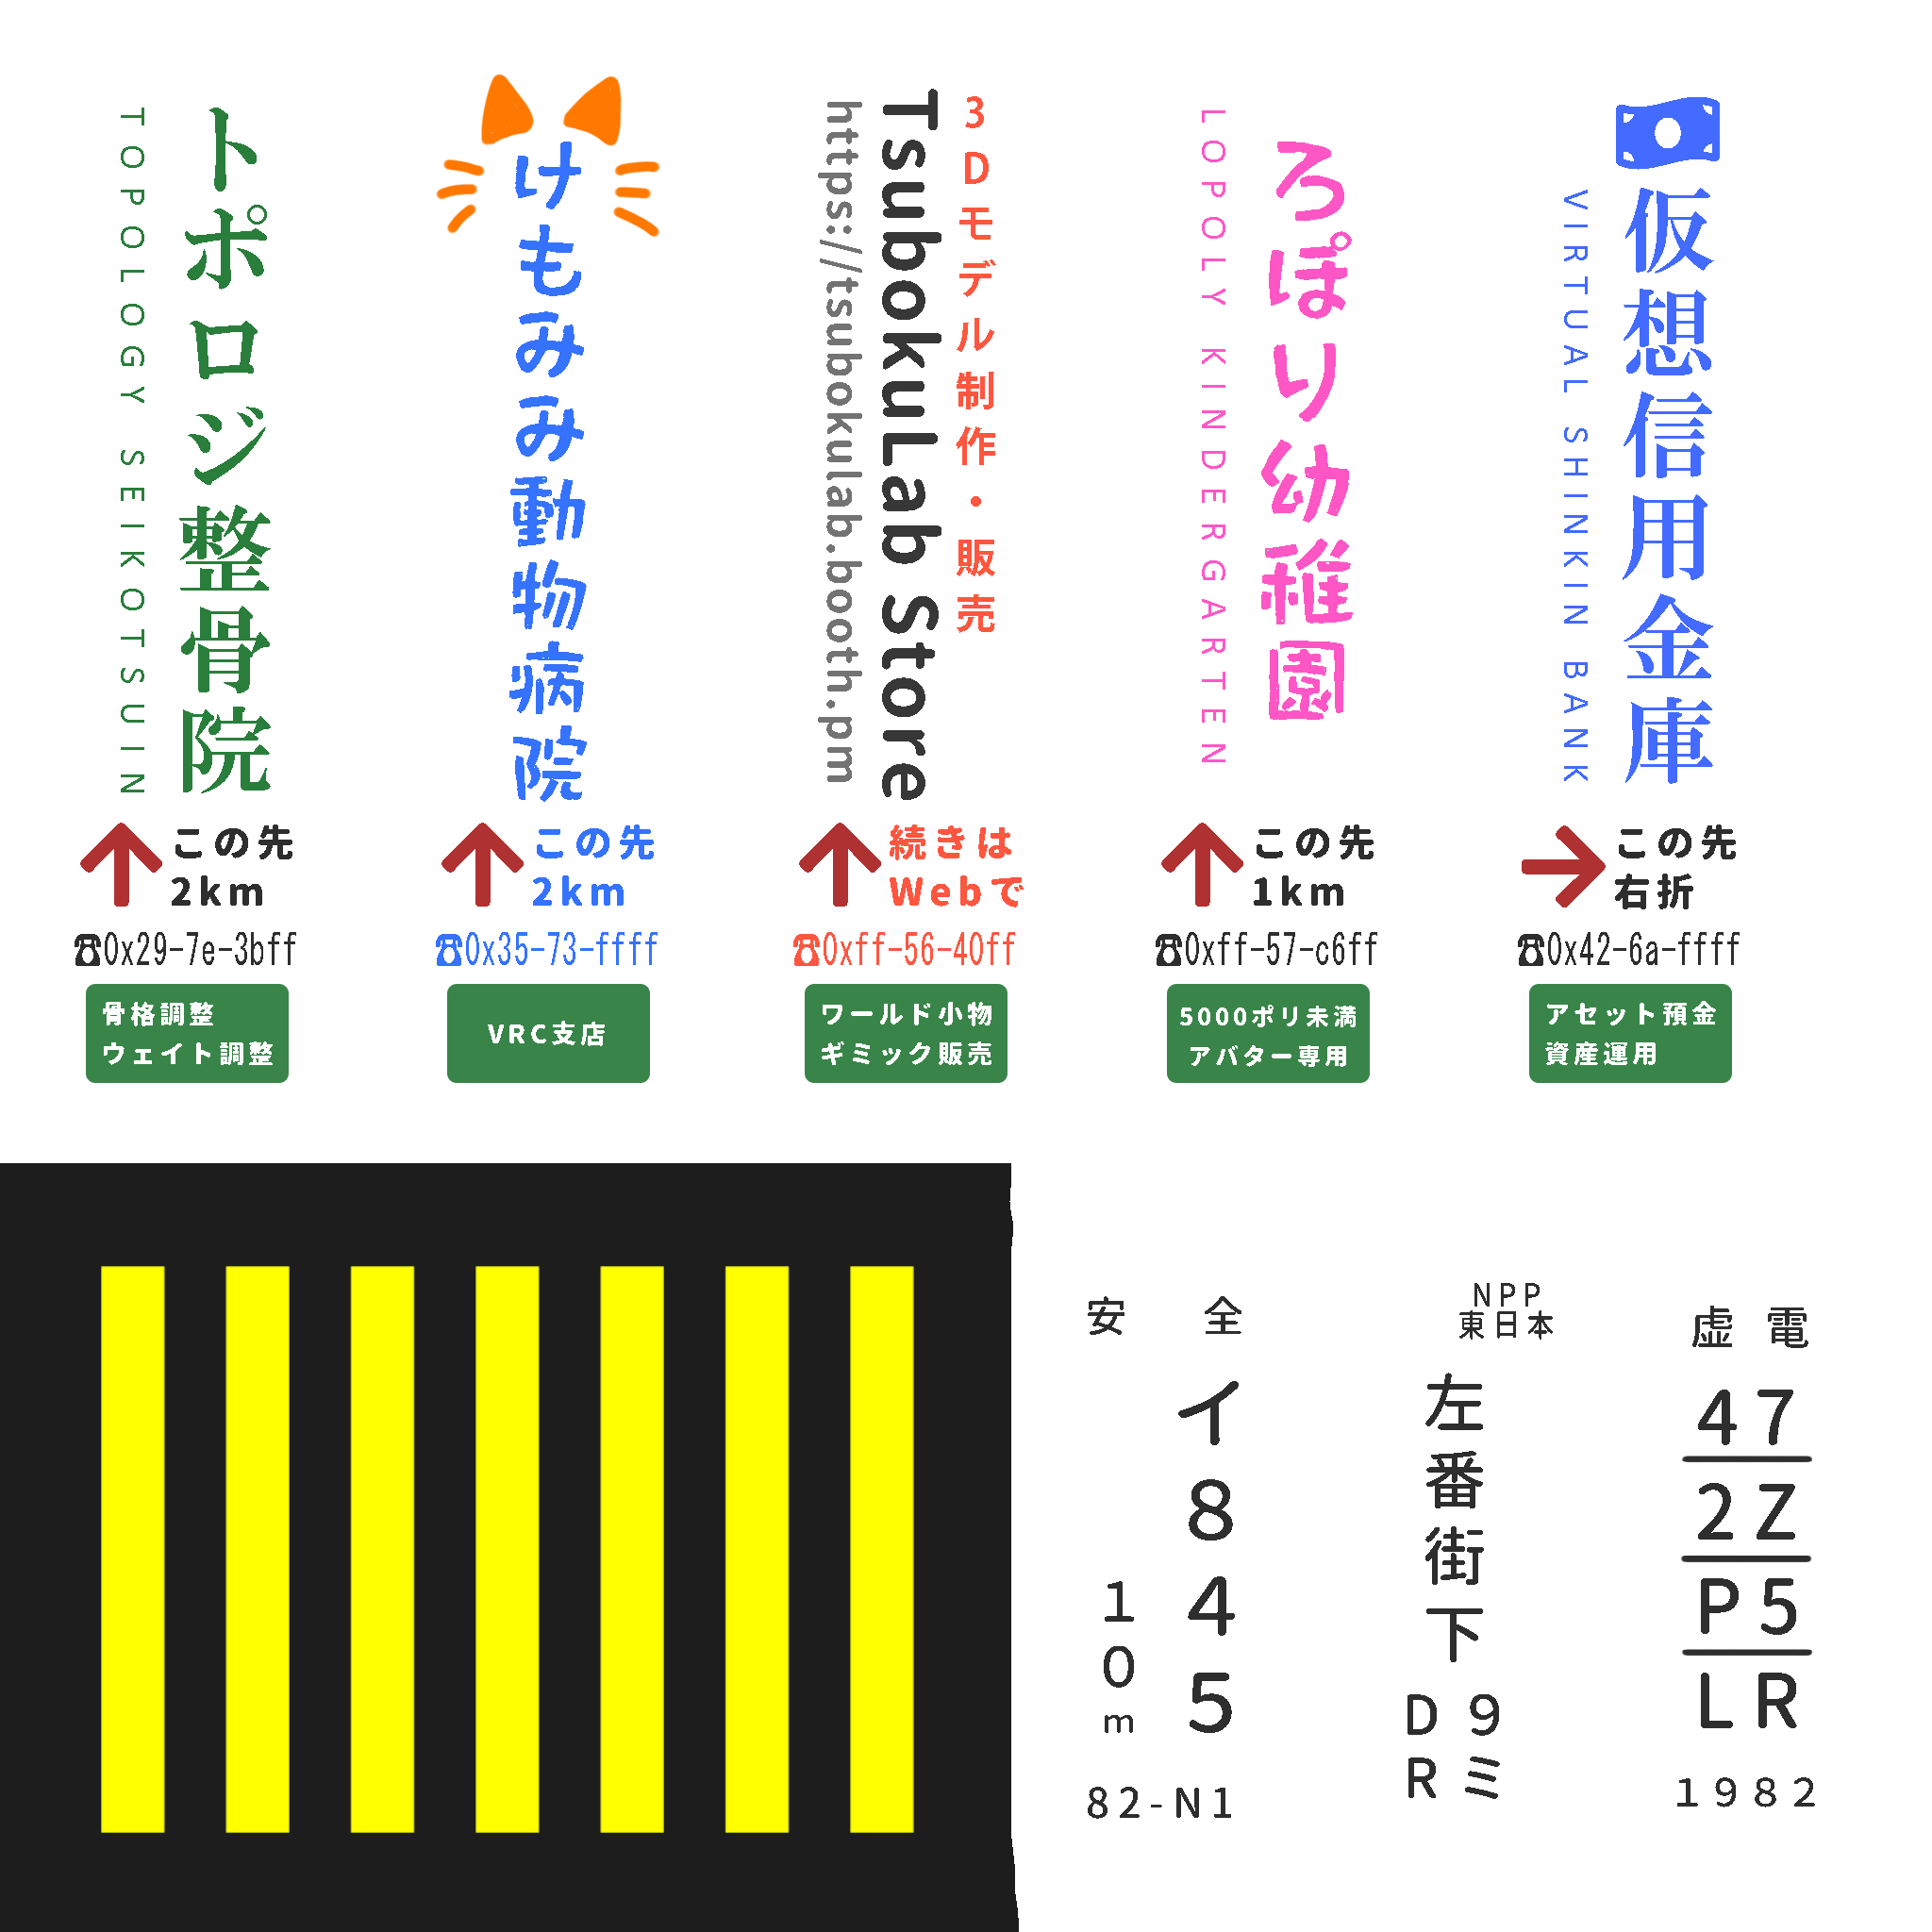 トポロジ整骨院
TOPOLOGY SEIKOTSUIN
この先
2km
☎0x29-7e-3bff
骨格調整
ウェイト調整
けもみみ動物病院
この先
2km
☎0x35-73-ffff
VRC支店
3Dモデル制作・販売
TsubokuLab Store
https://tsubokulab.booth.pm
続きは
Webで
☎0xff-56-40ff
ワールド小物
ギミック販売
ろぽり幼稚園
LOPOLY KINDERGARTEN
この先
1km
☎0xff-57-c6ff
5000ポリ未満
アバター専用
仮想信用金庫
VIRTUAL SHINKIN BANK
この先
右折
☎0x42-6a-ffff
アセット預金
資産運用
安全
イ845
10m
82-N1
NPP
東日本
左番街下
D9
Rミ
虚電
47
2Z
P5
LR
1982